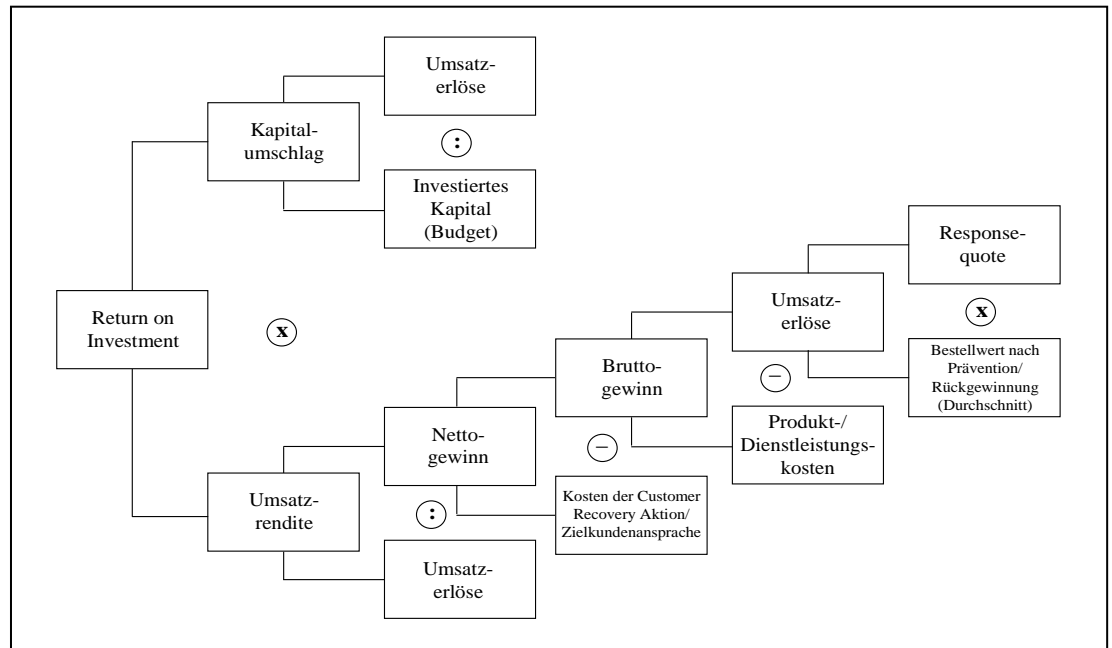 Umsatz-
erlöse
Kapital-
umschlag
:
Investiertes
Kapital
(Budget)
Response-
quote
Umsatz-
erlöse
x
Return on
Investment
x
Bestellwert nach
Prävention/
Rückgewinnung
(Durchschnitt)
Brutto-
gewinn
–
Produkt-/
Dienstleistungs-
kosten
Netto-
gewinn
–
Umsatz-
rendite
:
Kosten der Customer
Recovery Aktion/
Zielkundenansprache
Umsatz-
erlöse